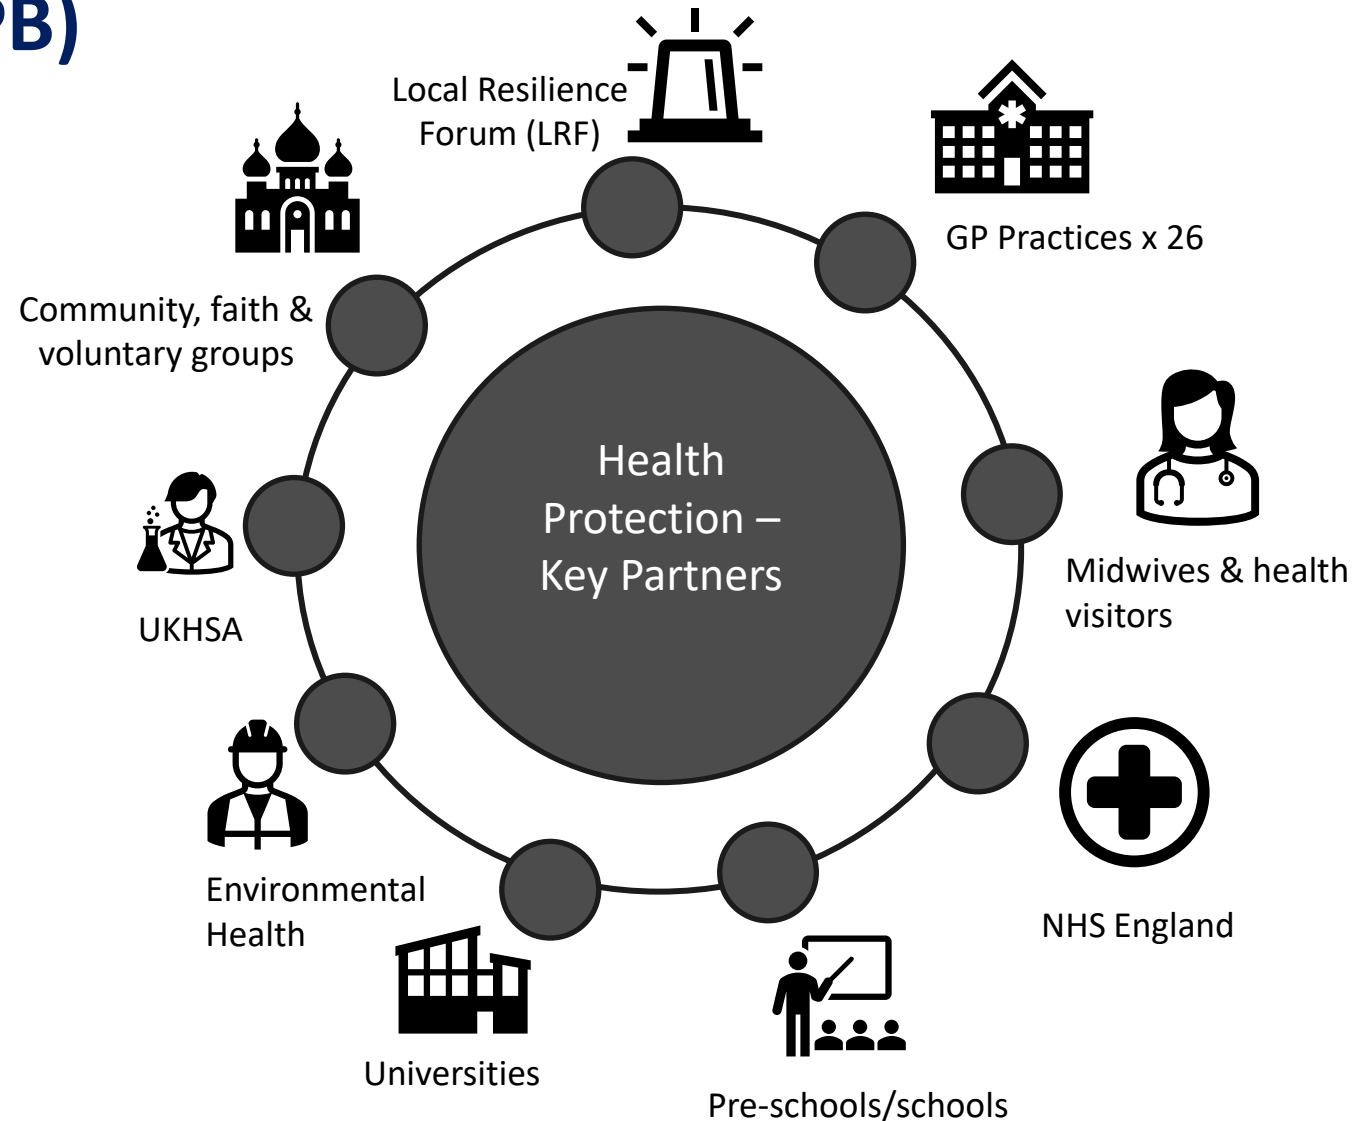 PB)
Local Resilience
Forum (LRF)
GP Practices x 26
Community, faith &
voluntary groups
Health
Protection –
Key Partners
Midwives & health
visitors
UKHSA
Environmental
Health
NHS England
Universities
Pre-schools/schools